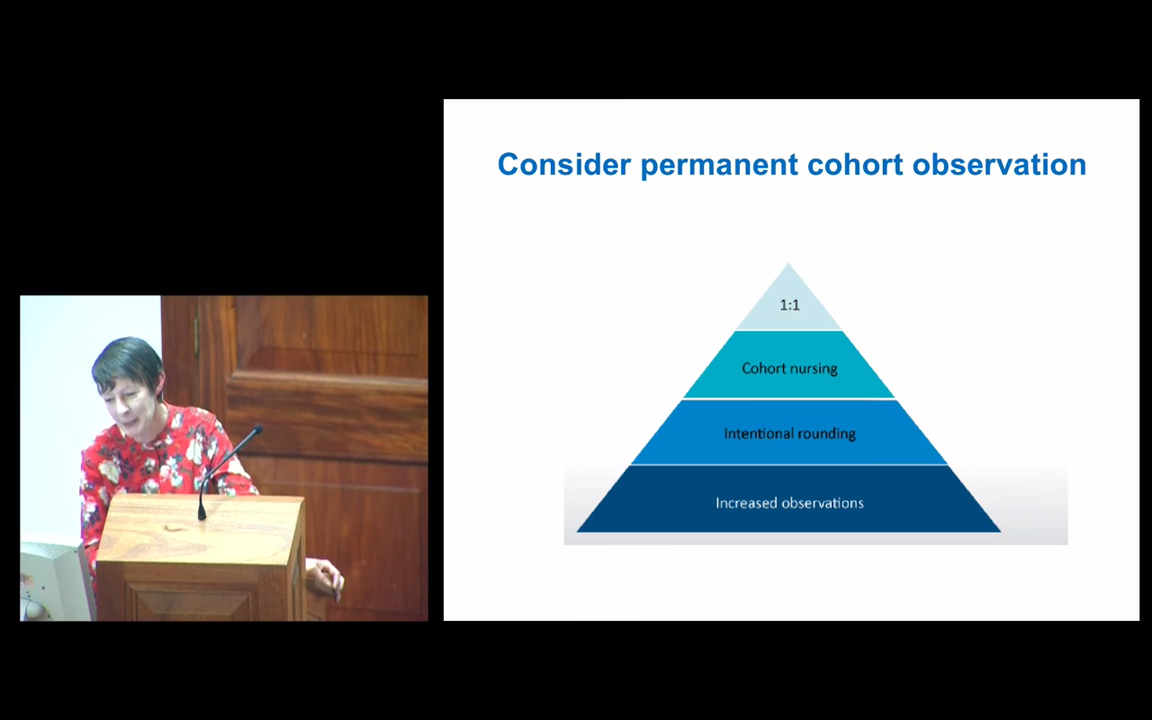 Consider permanent cohort observation
1:1
Cohort nursing
Intentional rounding
Increased observations